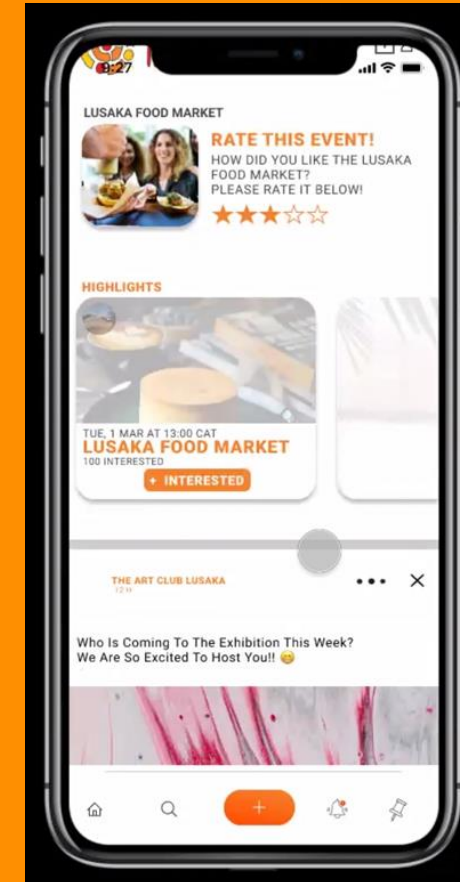 9:27
LUSAKA FOOD MARKET
RATE THIS EVENT!
HOW DID YOU LIKE THE LUSAKA
FOOD MARKET?
PLEASE RATE IT BELOW!
HIGHLIGHTS
TUE, 1 MAR AT 13:00 CAT
LUSAKA FOOD MARKET
100 INTERESTED
+ INTERESTED
THE ART CLUB LUSAKA
Who Is Coming To The Exhibition This Week?
We Are So Excited To Host You!! 😁